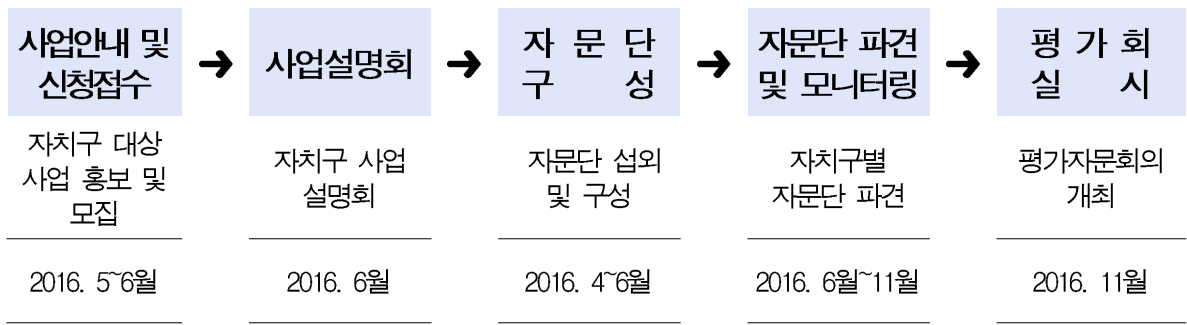 사업안내 및
신청접수
➜
사업설명회
➜
자 문 단
구 성
➜
자문단 파견
및 모니터링
➜
평 가 회
실 시
자치구 대상
사업 홍보 및
모집
자치구 사업
설명회
자문단 섭외
및 구성
자치구별
자문단 파견
평가자문회의
개최
2016. 5~6월
2016. 6월
2016. 4~6월
2016. 6월~11월
2016. 11월